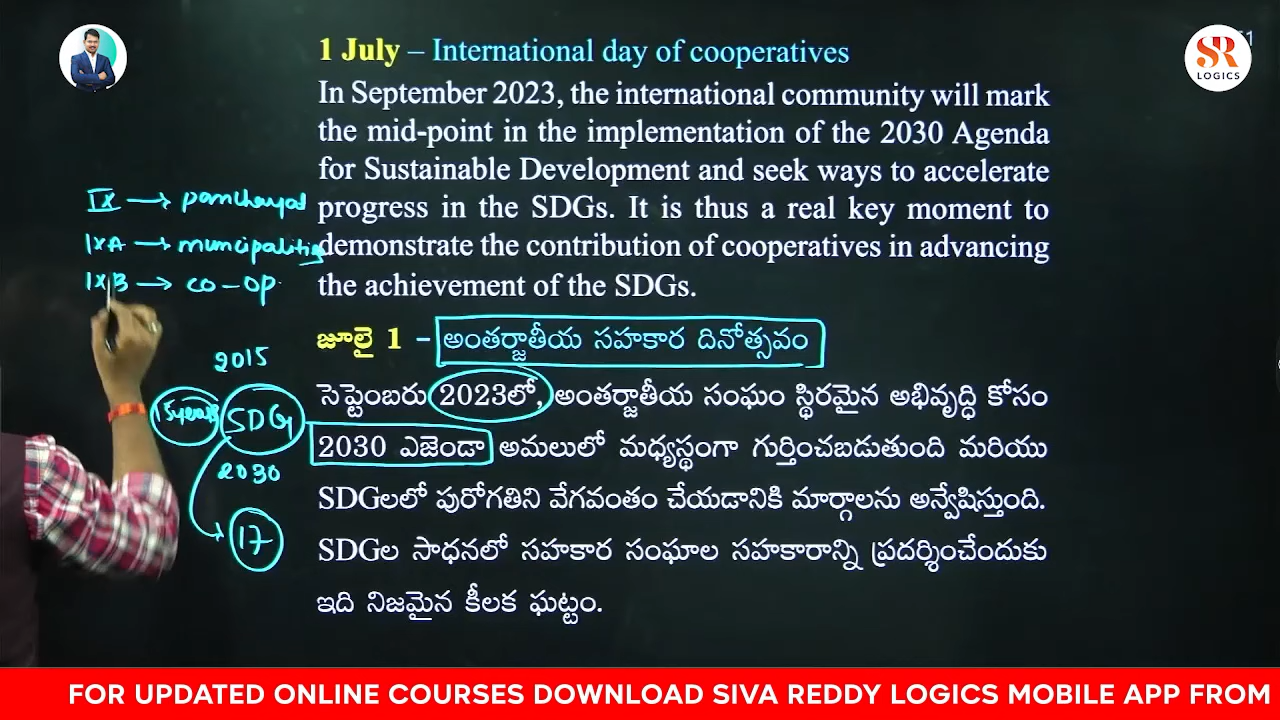 SR
LOGICS
1 July – International day of cooperatives
In September 2023, the international community will mark
the mid-point in the implementation of the 2030 Agenda
for Sustainable Development and seek ways to accelerate
progress in the SDGs. It is thus a real key moment to
demonstrate the contribution of cooperatives in advancing
the achievement of the SDGs.
IX → panchayat
IXA → muncipalities
IXB → co-op
జూలై 1 - అంతర్జాతీయ సహకార దినోత్సవం
సెప్టెంబరు 2023లో, అంతర్జాతీయ సంఘం స్థిరమైన అభివృద్ధి కోసం
2030 ఎజెండా అమలులో మధ్యస్థంగా గుర్తించబడుతుంది మరియు
SDGలలో పురోగతిని వేగవంతం చేయడానికి మార్గాలను అన్వేషిస్తుంది.
SDGల సాధనలో సహకార సంఘాల సహకారాన్ని ప్రదర్శించేందుకు
ఇది నిజమైన కీలక ఘట్టం.
2015
15years SDG
2030
17
FOR UPDATED ONLINE COURSES DOWNLOAD SIVA REDDY LOGICS MOBILE APP FROM